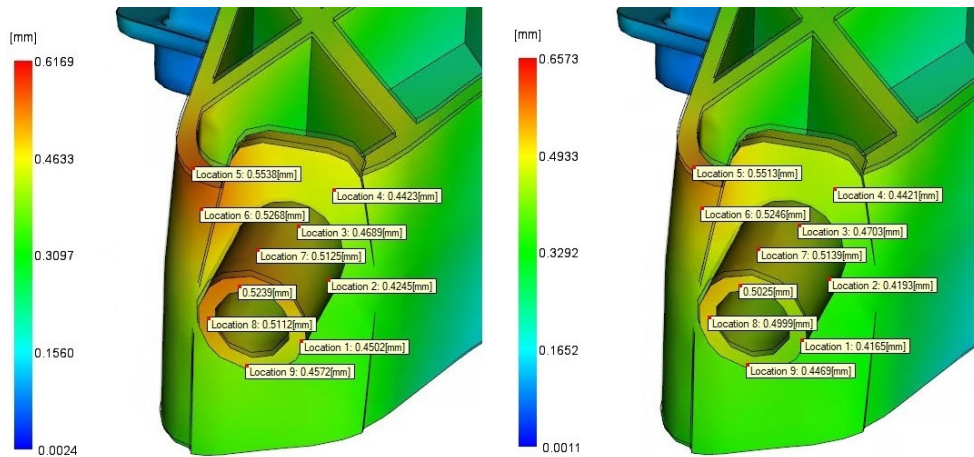 [mm]
0.6169
0.4633
0.3097
0.1560
0.0024
Location 5: 0.5538[mm]
Location 4: 0.4423[mm]
Location 6: 0.5268[mm]
Location 3: 0.4689[mm]
Location 7: 0.5125[mm]
Location 2: 0.4245[mm]
0.5239[mm]
Location 8: 0.5112[mm]
Location 1: 0.4502[mm]
Location 9: 0.4572[mm]
[mm]
0.6573
0.4933
0.3292
0.1652
0.0011
Location 5: 0.5513[mm]
Location 4: 0.4421[mm]
Location 6: 0.5246[mm]
Location 3: 0.4703[mm]
Location 7: 0.5139[mm]
Location 2: 0.4193[mm]
0.5025[mm]
Location 8: 0.4999[mm]
Location 1: 0.4165[mm]
Location 9: 0.4469[mm]